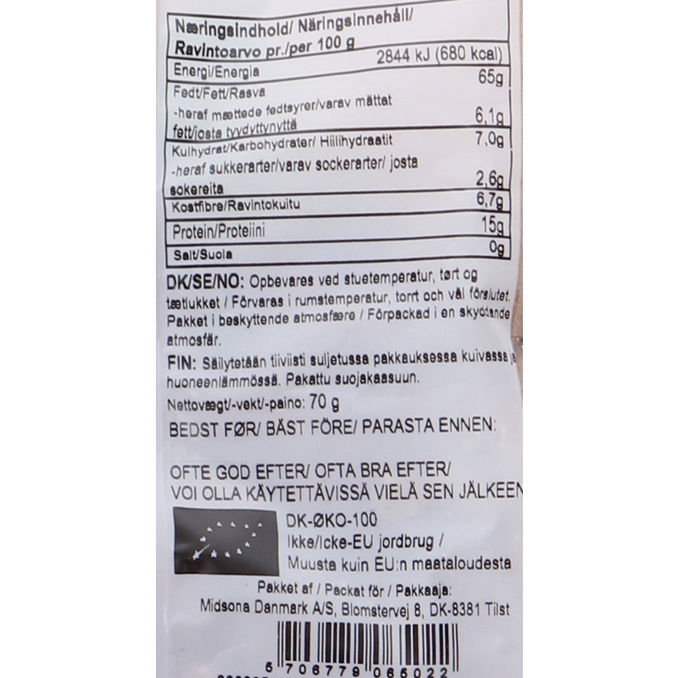 Næringsindhold/ Näringsinnehåll/
Ravintoarvo pr./per 100 g
Energi/Energia 2844 kJ (680 kcal)
Fedt/Fett/Rasva 65g
-heraf mættede fedtsyrer/varav mättat
fett/josta tyydyttynyttä 6,1g
Kulhydrat/Karbohydrater/ Hiilihydraatit 7,0g
-heraf sukkerarter/varav sockerarter/ josta
sokereita 2,6g
Kostfibre/Ravintokuitu 6,7g
Protein/Proteiini 15g
Salt/Suola 0g
DK/SE/NO: Opbevares ved stuetemperatur, tørt og
tætlukket / Förvaras i rumstemperatur, torrt och väl förslutet.
Pakket i beskyttende atmosfære / Förpackad i en skyddande
atmosfär.
FIN: Säilytetään tiiviisti suljetussa pakkauksessa kuivassa
huoneenlämmössä. Pakattu suojakaasuun.
Nettovægt/-vekt/-paino: 70 g
BEDST FØR/ BÄST FÖRE/ PARASTA ENNEN:
OFTE GOD EFTER/ OFTA BRA EFTER/
VOI OLLA KÄYTETTÄVISSÄ VIELÄ SEN JÄLKEEN
DK-ØKO-100
Ikke/Icke-EU jordbrug /
Muusta kuin EU:n maataloudesta
Pakket af / Packat för / Pakkaaja:
Midsona Danmark A/S, Blomstervej 8, DK-8381 Tilst
5 706779 065022